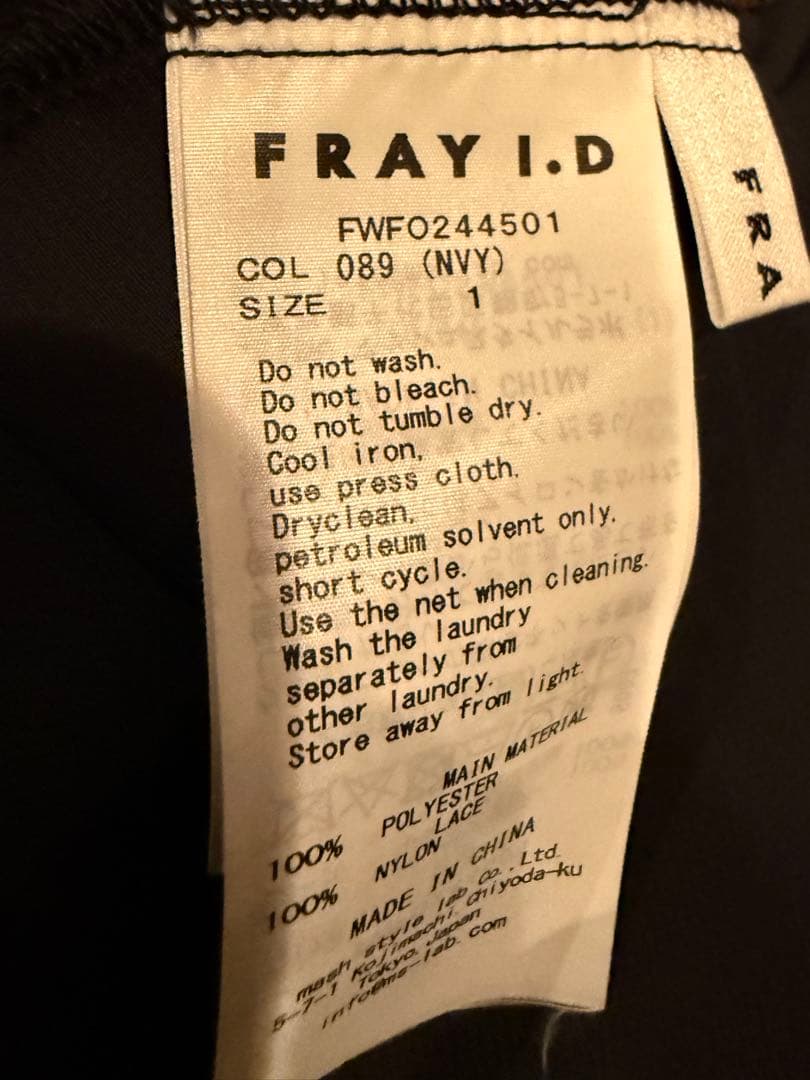 FRAY I.D
FWFO244501
COL 089 (NVY)
SIZE 1
Do not wash.
Do not bleach.
Do not tumble dry.
Cool iron,
use press cloth.
Dryclean,
petroleum solvent only.
short cycle.
Use the net when cleaning.
Wash the laundry
separately from
other laundry.
Store away from light.
MAIN MATERIAL
100% POLYESTER
LACE
100% NYLON
MADE IN CHINA
mash style lab co., Ltd.
5-7-1 Kojimachi, Chiyoda-ku
Tokyo, Japan
info@ms-lab.com
FRA